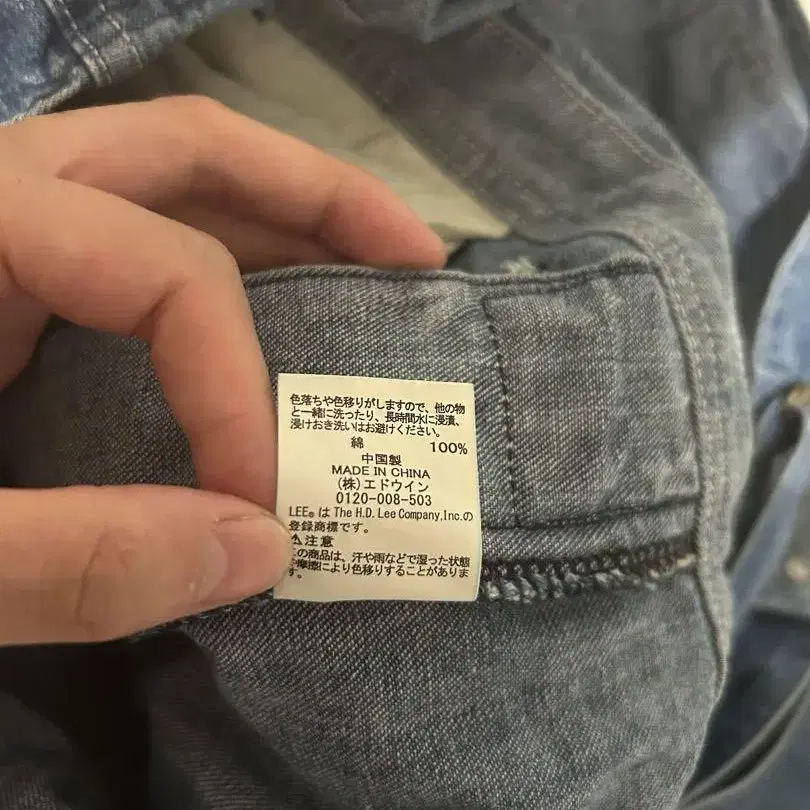 色落ちや色移りがしますので、他の物
と一緒に洗ったり、長時間水に浸漬、
浸けおき洗いはお避けください。
綿 100%
中国製
MADE IN CHINA
(株)エドウイン
0120-008-503
LEE® は The H.D. Lee Company,Inc.の
登録商標です。
⚠注意
この商品は、汗や雨などで湿った状態
や摩擦により色移りすることがありま
す。